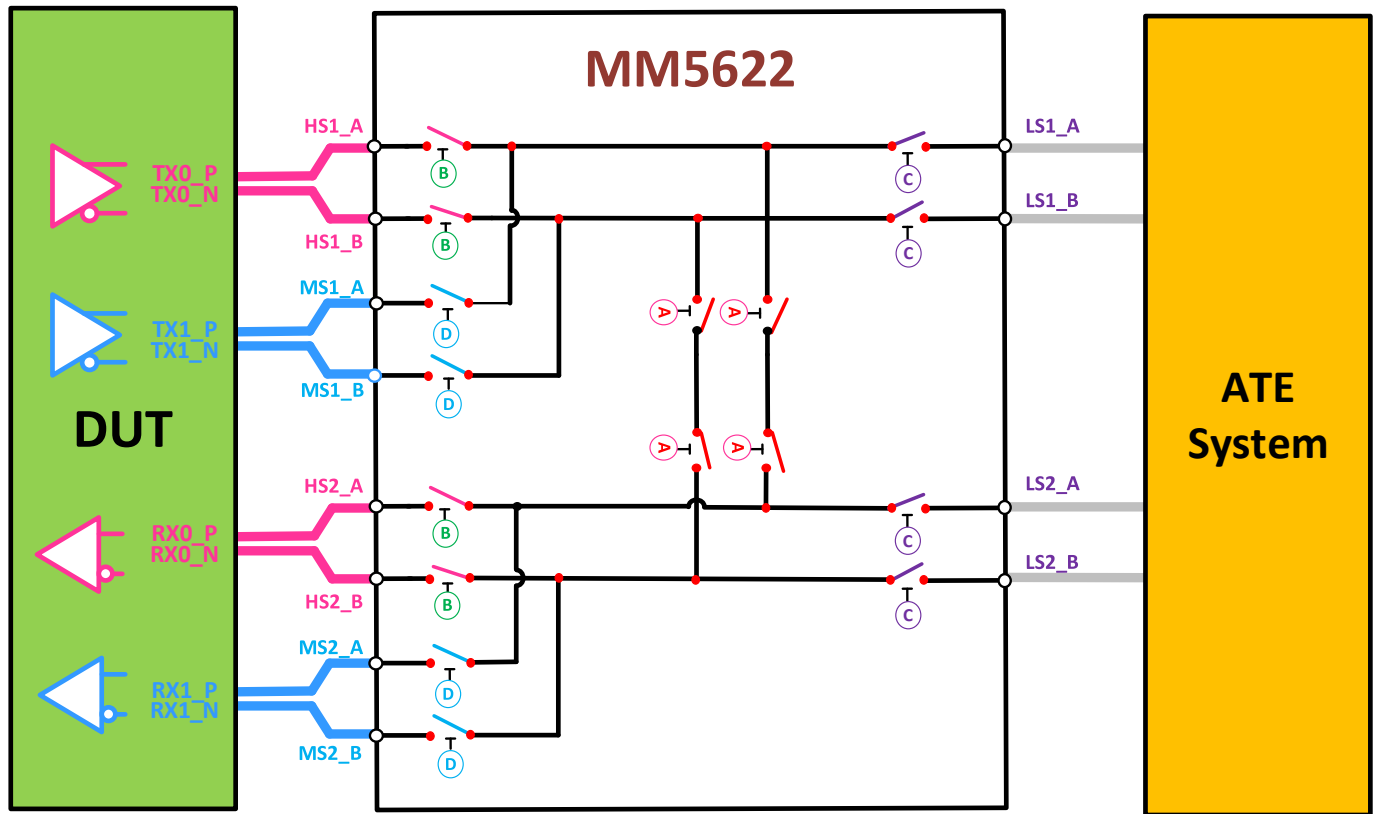 MM5622
HS1_A
LS1_A
B
C
TX0_P
TX0_N
LS1_B
HS1_B
B
C
MS1_A
A
A
TX1_P
TX1_N
D
MS1_B
D
ATE
System
DUT
A
A
HS2_A
LS2_A
RX0_P
RX0_N
B
C
LS2_B
HS2_B
B
C
MS2_A
RX1_P
RX1_N
D
MS2_B
D